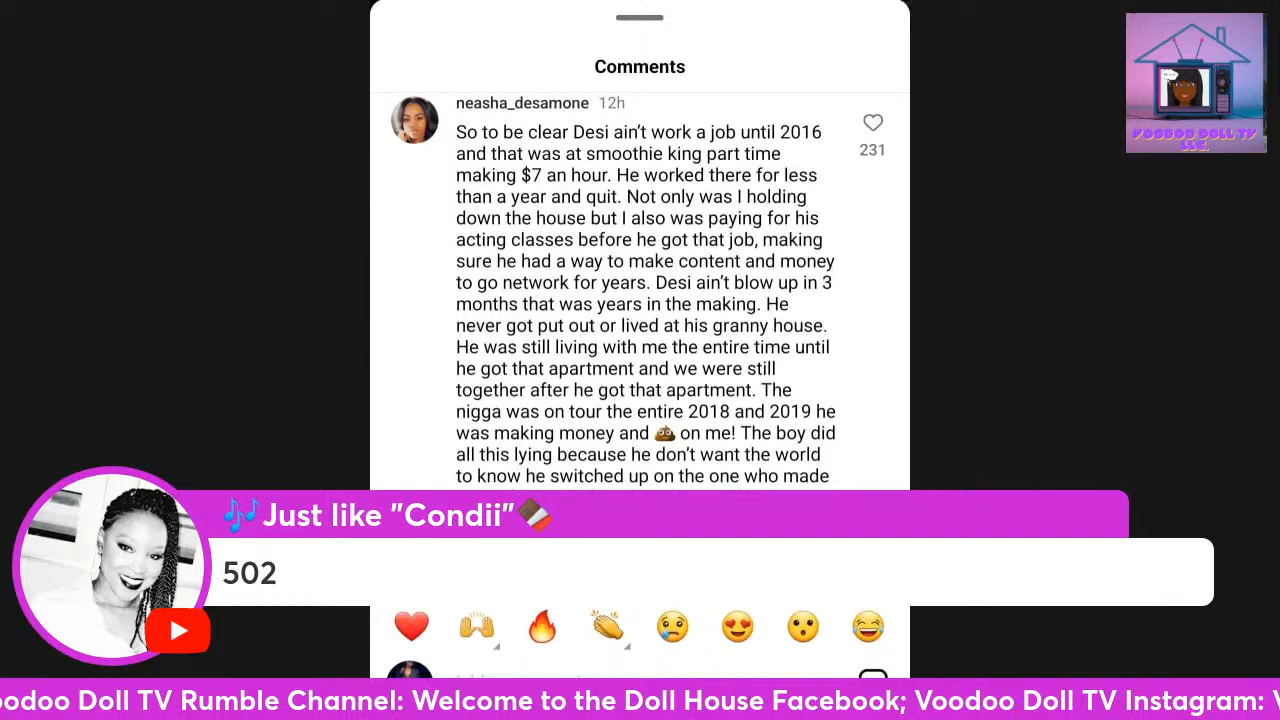 Comments
neasha_desamone 12h
So to be clear Desi ain't work a job until 2016
and that was at smoothie king part time
making $7 an hour. He worked there for less
than a year and quit. Not only was I holding
down the house but I also was paying for his
acting classes before he got that job, making
sure he had a way to make content and money
to go network for years. Desi ain't blow up in 3
months that was years in the making. He
never got put out or lived at his granny house.
He was still living with me the entire time until
he got that apartment and we were still
together after he got that apartment. The
nigga was on tour the entire 2018 and 2019 he
was making money and 💩 on me! The boy did
all this lying because he don't want the world
to know he switched up on the one who made
231
VOODOO DOLL TV
LLC.
🎶Just like "Condii"🍫
502
❤️ 🙌 🔥 👏 😢 😍 😮 😂
oodoo Doll TV Rumble Channel: Welcome to the Doll House Facebook; Voodoo Doll TV Instagram: V